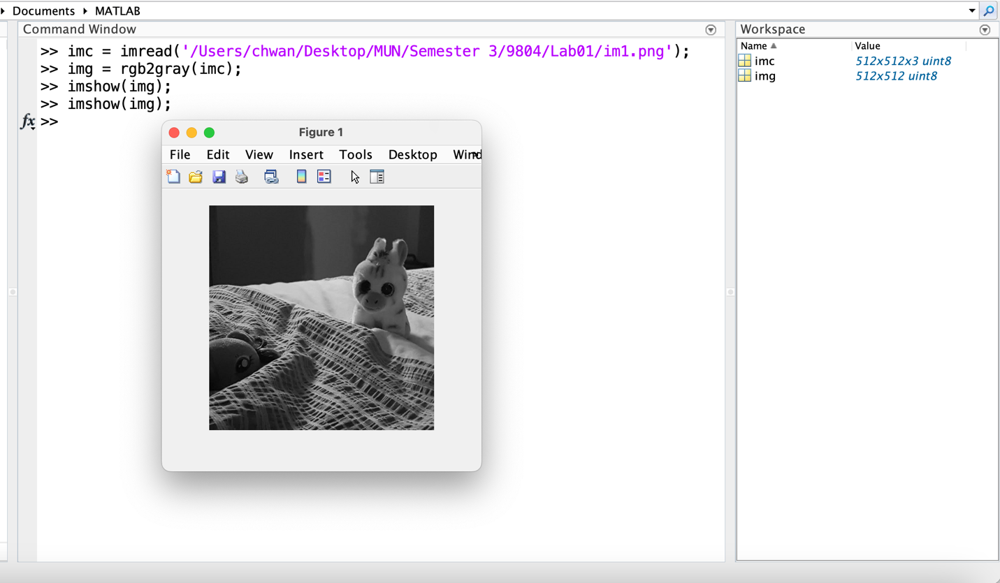 Documents MATLAB
Command Window
>> imc = imread('/Users/chwan/Desktop/MUN/Semester 3/9804/Lab01/im1.png');
>> img = rgb2gray(imc);
>> imshow(img);
>> imshow(img);
fx >>
Figure 1
File Edit View Insert Tools Desktop Wind
Workspace
Name Value
imc 512x512x3 uint8
img 512x512 uint8